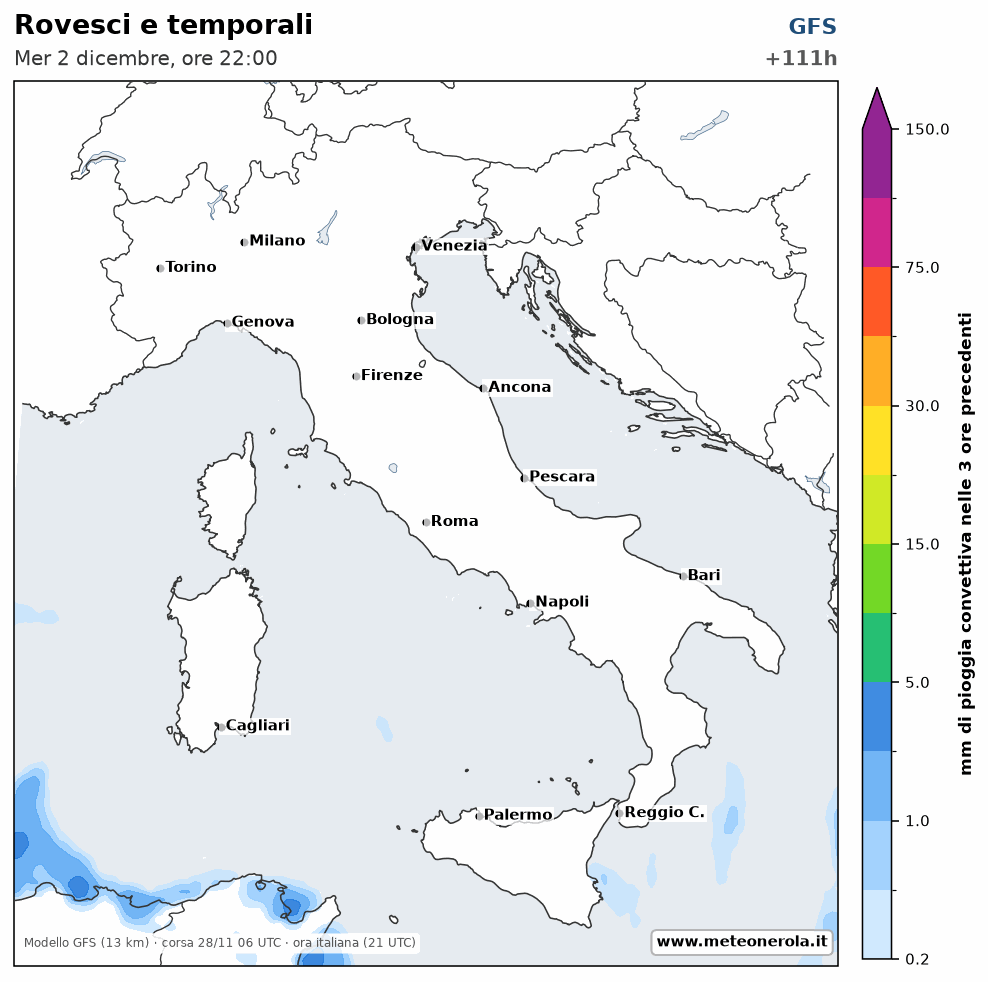 Rovesci e temporali
GFS
Mer 2 dicembre, ore 22:00
+111h
150.0
75.0
30.0
15.0
5.0
1.0
0.2
mm di pioggia convettiva nelle 3 ore precedenti
Milano
Venezia
Torino
Genova
Bologna
Firenze
Ancona
Pescara
Roma
Bari
Napoli
Cagliari
Palermo
Reggio C.
Modello GFS (13 km) · corsa 28/11 06 UTC · ora italiana (21 UTC)
www.meteonerola.it